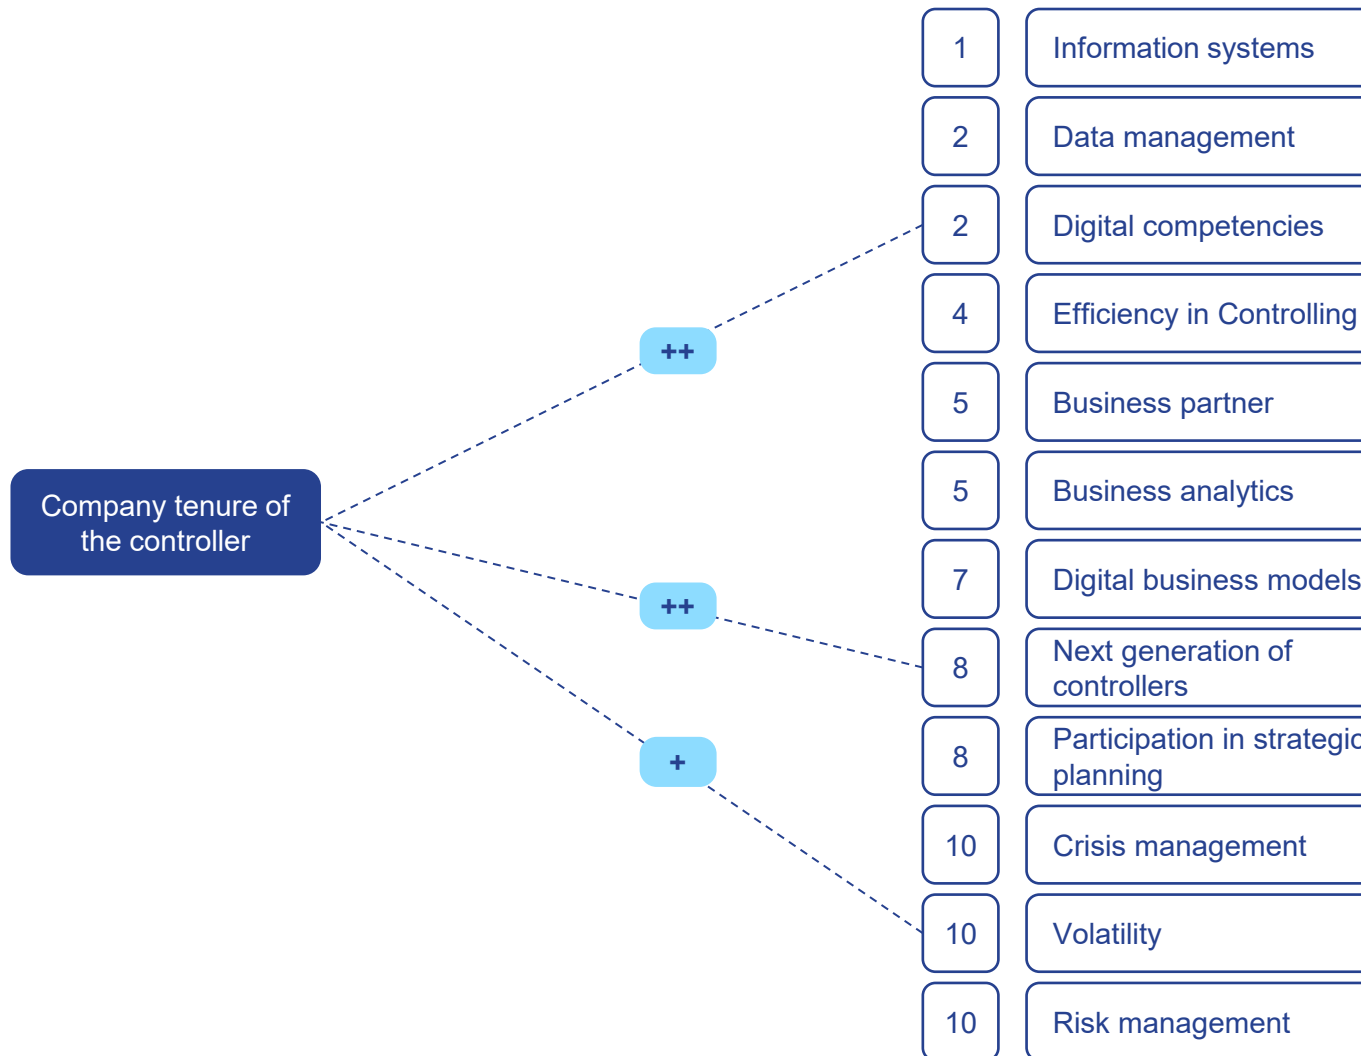 1
Information systems
2
Data management
2
Digital competencies
4
Efficiency in Controlling
++
5
Business partner
5
Business analytics
Company tenure of
the controller
7
Digital business models
++
8
Next generation of
controllers
8
Participation in strategic
planning
+
10
Crisis management
10
Volatility
10
Risk management